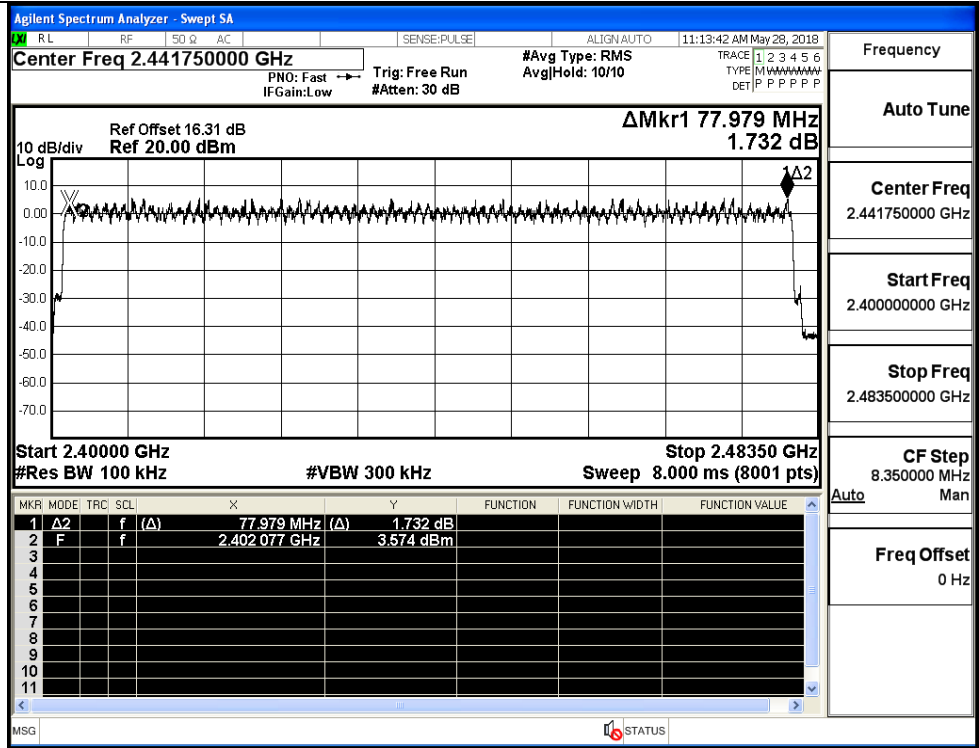 Agilent Spectrum Analyzer - Swept SA
LXI RL RF 50 Ω AC SENSE:PULSE ALIGN AUTO 11:13:42 AM May 28, 2018
Center Freq 2.441750000 GHz
PNO: Fast
IFGain:Low
Trig: Free Run
#Atten: 30 dB
#Avg Type: RMS
Avg|Hold: 10/10
TRACE 1 2 3 4 5 6
TYPE M W W W W W
DET P P P P P P
Ref Offset 16.31 dB
10 dB/div Ref 20.00 dBm
ΔMkr1 77.979 MHz
1.732 dB
Log
1Δ2
10.0
0.00
-10.0
-20.0
-30.0
-40.0
-50.0
-60.0
-70.0
Start 2.40000 GHz Stop 2.48350 GHz
#Res BW 100 kHz #VBW 300 kHz Sweep 8.000 ms (8001 pts)
MKR MODE TRC SCL X Y FUNCTION FUNCTION WIDTH FUNCTION VALUE
1 Δ2 f (Δ) 77.979 MHz (Δ) 1.732 dB
2 F f 2.402 077 GHz 3.574 dBm
3
4
5
6
7
8
9
10
11
MSG STATUS
Frequency
Auto Tune
Center Freq
2.441750000 GHz
Start Freq
2.400000000 GHz
Stop Freq
2.483500000 GHz
CF Step
8.350000 MHz
Auto Man
Freq Offset
0 Hz